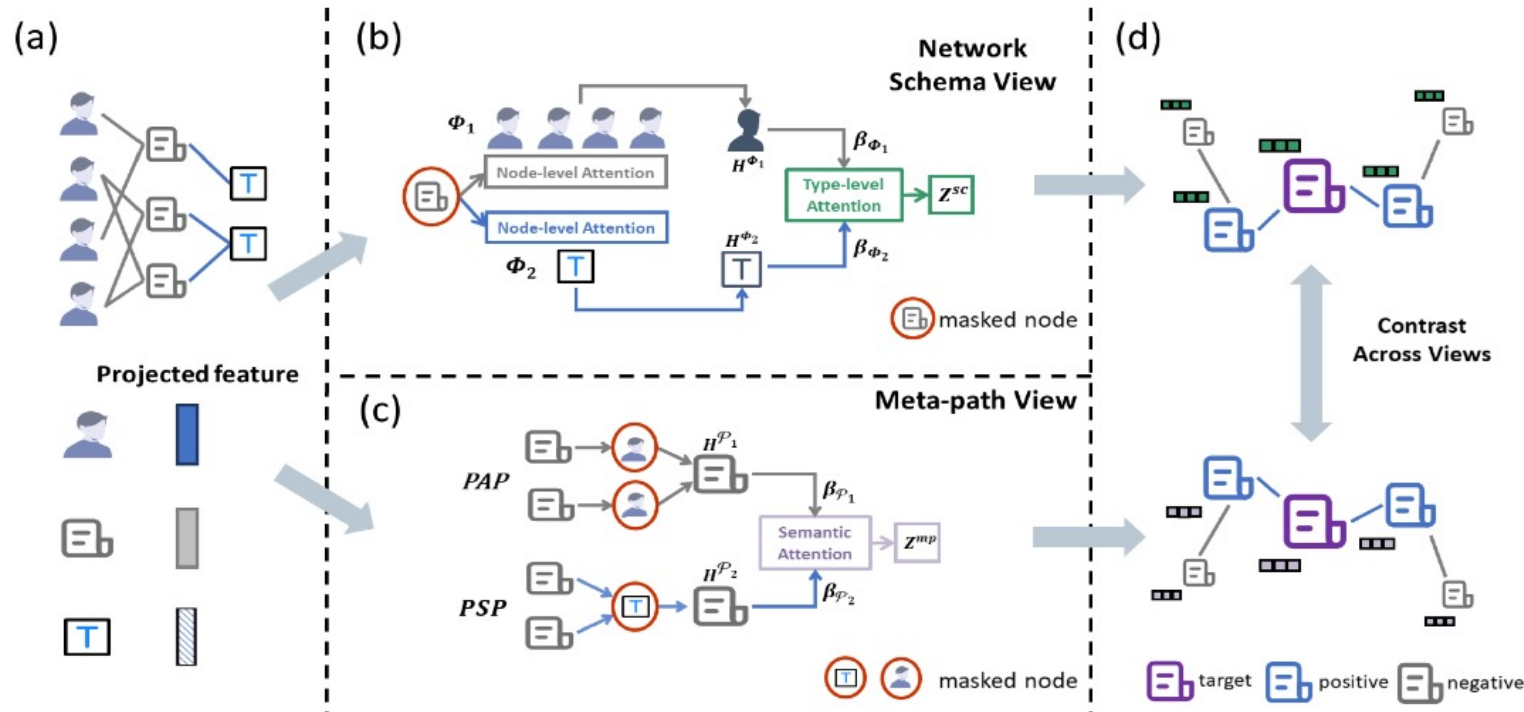 (a)
T
T
Projected feature
T
(b)
Network
Schema View
Φ₁
Node-level Attention
Node-level Attention
Φ₂
T
H^Φ₁
β_Φ₁
Type-level
Attention
Z^sc
H^Φ₂
T
β_Φ₂
masked node
(c)
Meta-path View
PAP
H^𝒫₁
β_𝒫₁
Semantic
Attention
Z^mp
PSP
T
H^𝒫₂
β_𝒫₂
T
masked node
(d)
Contrast
Across Views
target
positive
negative